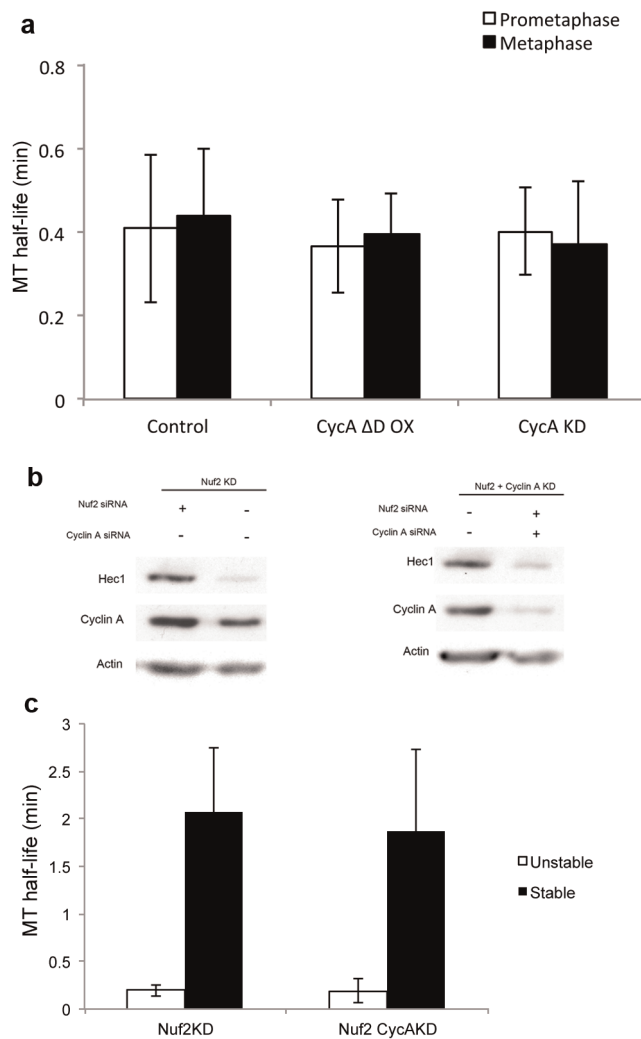 a
Prometaphase
Metaphase
MT half-life (min)
0.8
0.6
0.4
0.2
0
Control
CycA ΔD OX
CycA KD
b
Nuf2 KD
Nuf2 siRNA + -
Cyclin A siRNA - -
Hec1
Cyclin A
Actin
Nuf2 + Cyclin A KD
Nuf2 siRNA - +
Cyclin A siRNA - +
Hec1
Cyclin A
Actin
c
MT half-life (min)
3
2.5
2
1.5
1
0.5
0
Nuf2KD
Nuf2 CycAKD
Unstable
Stable